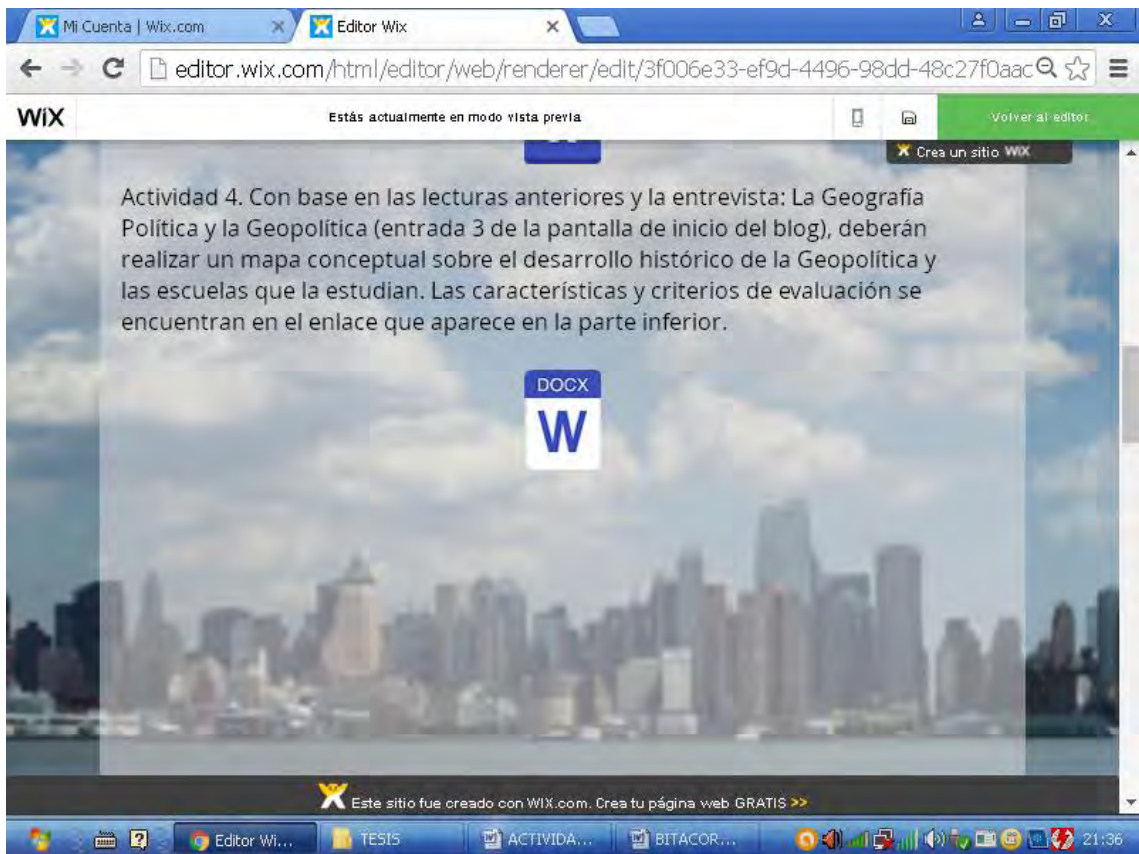 Mi Cuenta | Wix.com
Editor Wix
editor.wix.com/html/editor/web/renderer/edit/3f006e33-ef9d-4496-98dd-48c27f0aac
WiX
Estás actualmente en modo vista previa
Volver al editor
Crea un sitio WIX
Actividad 4. Con base en las lecturas anteriores y la entrevista: La Geografía
Política y la Geopolítica (entrada 3 de la pantalla de inicio del blog), deberán
realizar un mapa conceptual sobre el desarrollo histórico de la Geopolítica y
las escuelas que la estudian. Las características y criterios de evaluación se
encuentran en el enlace que aparece en la parte inferior.
DOCX
W
Este sitio fue creado con WIX.com. Crea tu página web GRATIS >>
Editor Wi...
TESIS
ACTIVIDA...
BITACOR...
21:36